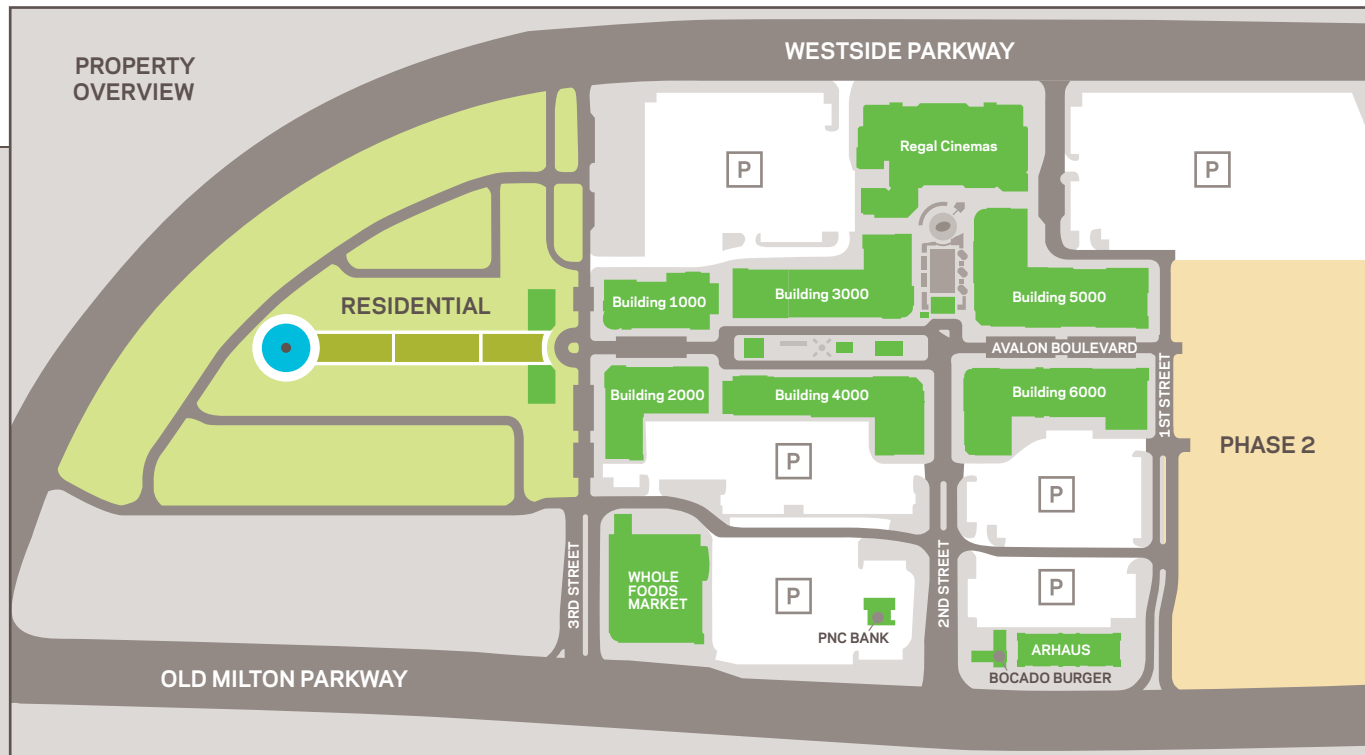 PROPERTY
OVERVIEW
WESTSIDE PARKWAY
Regal Cinemas
P
P
RESIDENTIAL
Building 1000
Building 3000
Building 5000
AVALON BOULEVARD
Building 2000
Building 4000
Building 6000
1ST STREET
PHASE 2
P
P
3RD STREET
WHOLE
FOODS
MARKET
P
2ND STREET
P
PNC BANK
ARHAUS
BOCADO BURGER
OLD MILTON PARKWAY